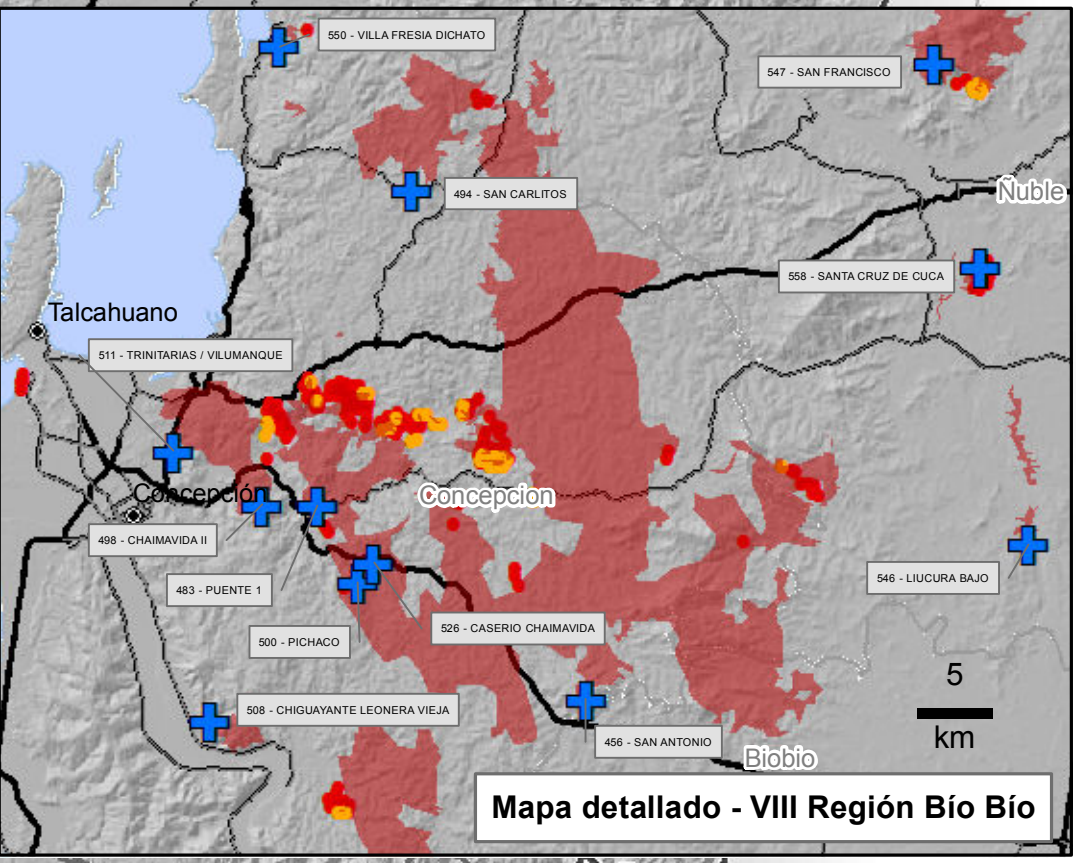 550 - VILLA FRESIA DICHATO
547 - SAN FRANCISCO
494 - SAN CARLITOS
Ñuble
558 - SANTA CRUZ DE CUCA
Talcahuano
511 - TRINITARIAS / VILUMANQUE
Concepción
Concepcion
498 - CHAIMAVIDA II
546 - LIUCURA BAJO
483 - PUENTE 1
526 - CASERIO CHAIMAVIDA
500 - PICHACO
5
km
508 - CHIGUAYANTE LEONERA VIEJA
456 - SAN ANTONIO
Biobio
Mapa detallado - VIII Región Bío Bío